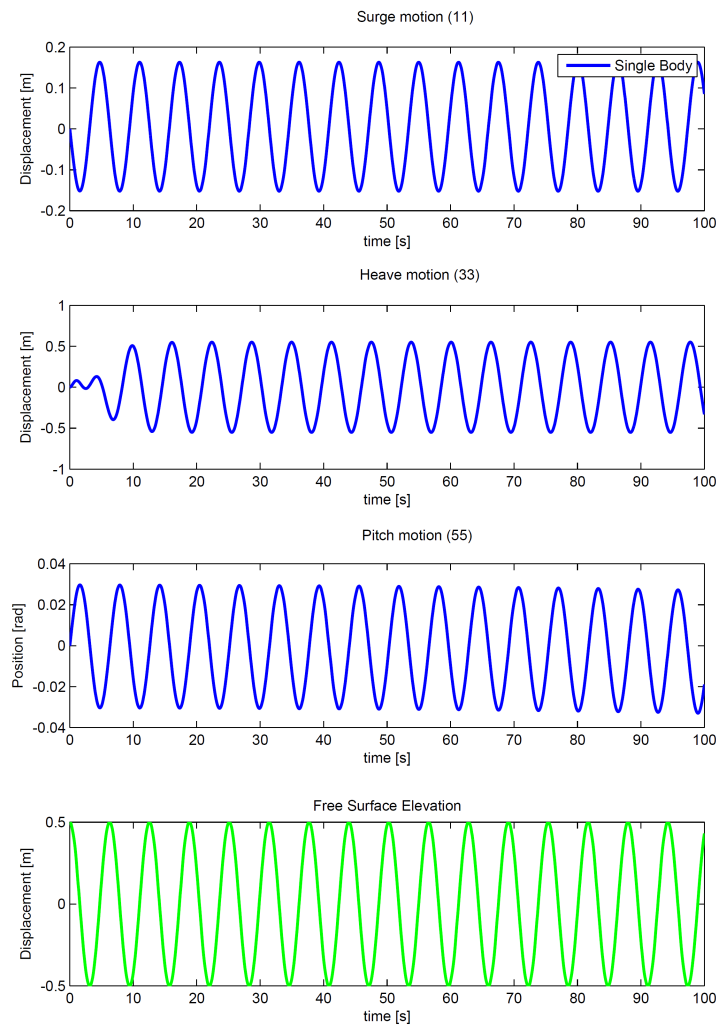 Surge motion (11)
0.2
Single Body
0.1
0
-0.1
-0.2
Displacement [m]
0 10 20 30 40 50 60 70 80 90 100
time [s]
Heave motion (33)
1
0.5
0
-0.5
-1
Displacement [m]
0 10 20 30 40 50 60 70 80 90 100
time [s]
Pitch motion (55)
0.04
0.02
0
-0.02
-0.04
Position [rad]
0 10 20 30 40 50 60 70 80 90 100
time [s]
Free Surface Elevation
0.5
0
-0.5
Displacement [m]
0 10 20 30 40 50 60 70 80 90 100
time [s]